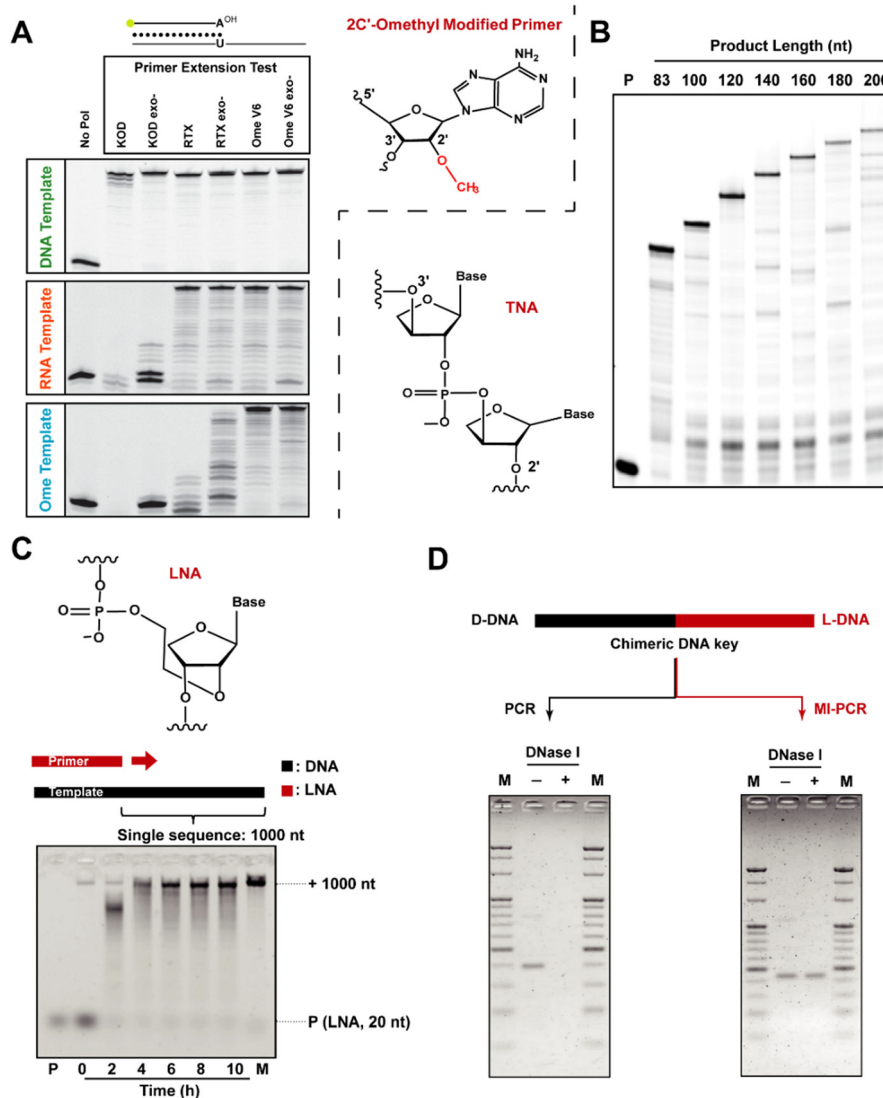 A
A OH
U
Primer Extension Test
No Pol
KOD
KOD exo-
RTX
RTX exo-
Ome V6
Ome V6 exo-
DNA Template
RNA Template
Ome Template
2C'-Omethyl Modified Primer
NH2
N
N
N
N
5'
O
3'
2'
O
O
CH3
3'
O
Base
O
TNA
O
O=P
O
O
O
Base
O
2'
B
Product Length (nt)
P 83 100 120 140 160 180 200
C
LNA
O
O=P
O
O
Base
O
O
O
Primer
Template
: DNA
: LNA
Single sequence: 1000 nt
+ 1000 nt
P (LNA, 20 nt)
P 0 2 4 6 8 10 M
Time (h)
D
D-DNA
L-DNA
Chimeric DNA key
PCR
MI-PCR
DNase I
M – + M
DNase I
M – + M